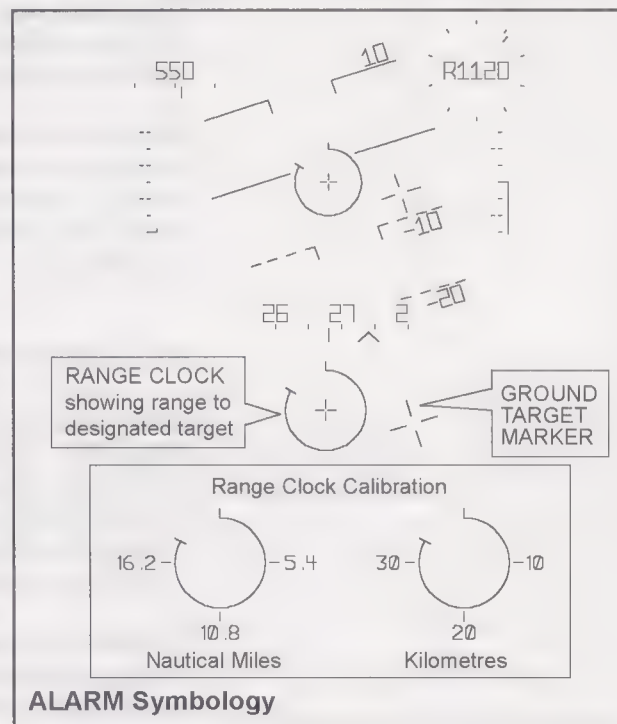 550
10
R1120
-10
-20
26 27 2
RANGE CLOCK
showing range to
designated target
GROUND
TARGET
MARKER
Range Clock Calibration
16.2 5.4
10.8
Nautical Miles
30 10
20
Kilometres
ALARM Symbology